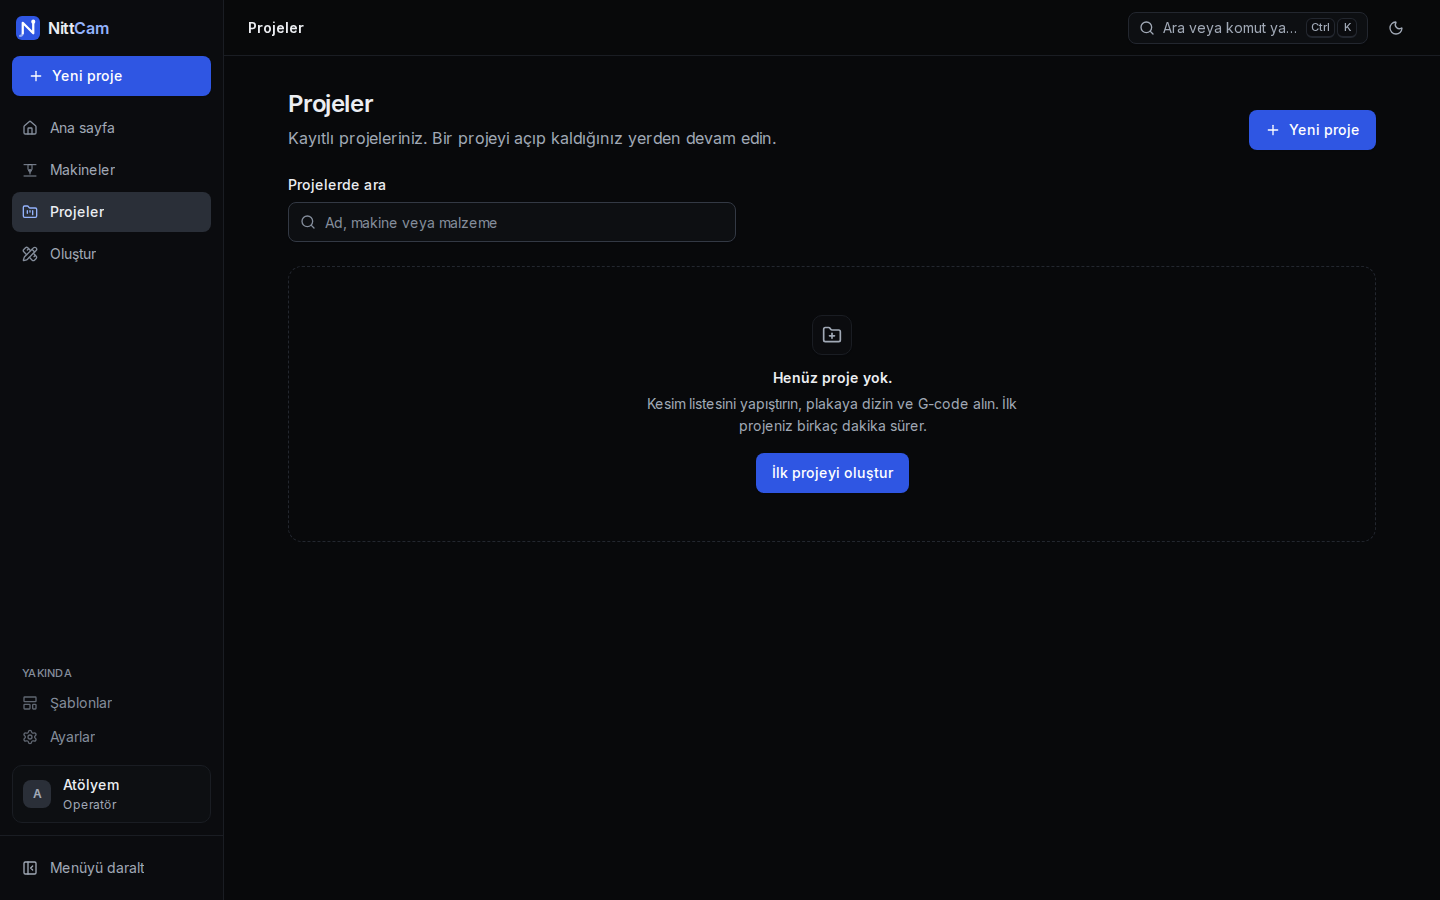 NittCam
Yeni proje
Ana sayfa
Makineler
Projeler
Oluştur
YAKINDA
Şablonlar
Ayarlar
A
Atölyem
Operatör
Menüyü daralt
Projeler
Ara veya komut ya...
Ctrl K
Projeler
Kayıtlı projeleriniz. Bir projeyi açıp kaldığınız yerden devam edin.
Yeni proje
Projelerde ara
Ad, makine veya malzeme
Henüz proje yok.
Kesim listesini yapıştırın, plakaya dizin ve G-code alın. İlk
projeniz birkaç dakika sürer.
İlk projeyi oluştur